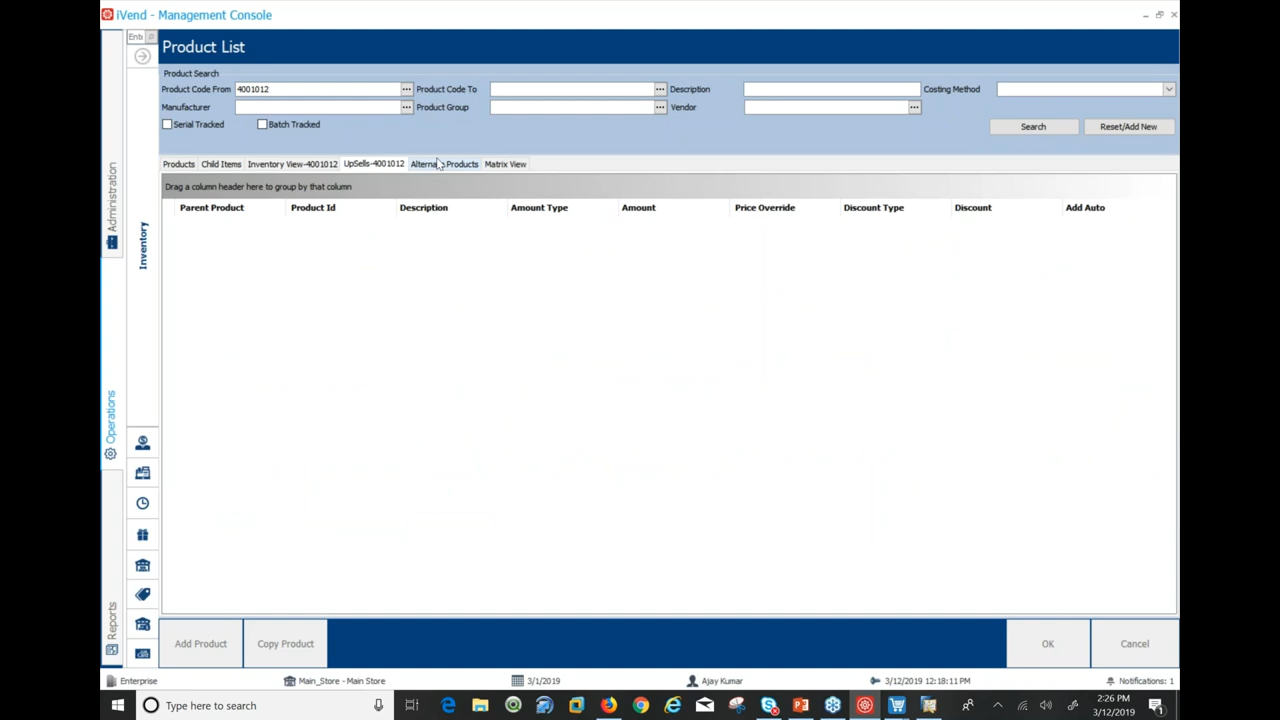 iVend - Management Console
Ente
Product List
Product Search
Product Code From 4001012 Product Code To Description Costing Method
Manufacturer Product Group Vendor
Serial Tracked Batch Tracked
Search Reset/Add New
Products Child Items Inventory View-4001012 UpSells-4001012 Alternate Products Matrix View
Drag a column header here to group by that column
Parent Product Product Id Description Amount Type Amount Price Override Discount Type Discount Add Auto
Administration
Inventory
Operations
Reports
Add Product Copy Product OK Cancel
Enterprise Main_Store - Main Store 3/1/2019 Ajay Kumar 3/12/2019 12:18:11 PM Notifications: 1
Type here to search
2:26 PM
3/12/2019